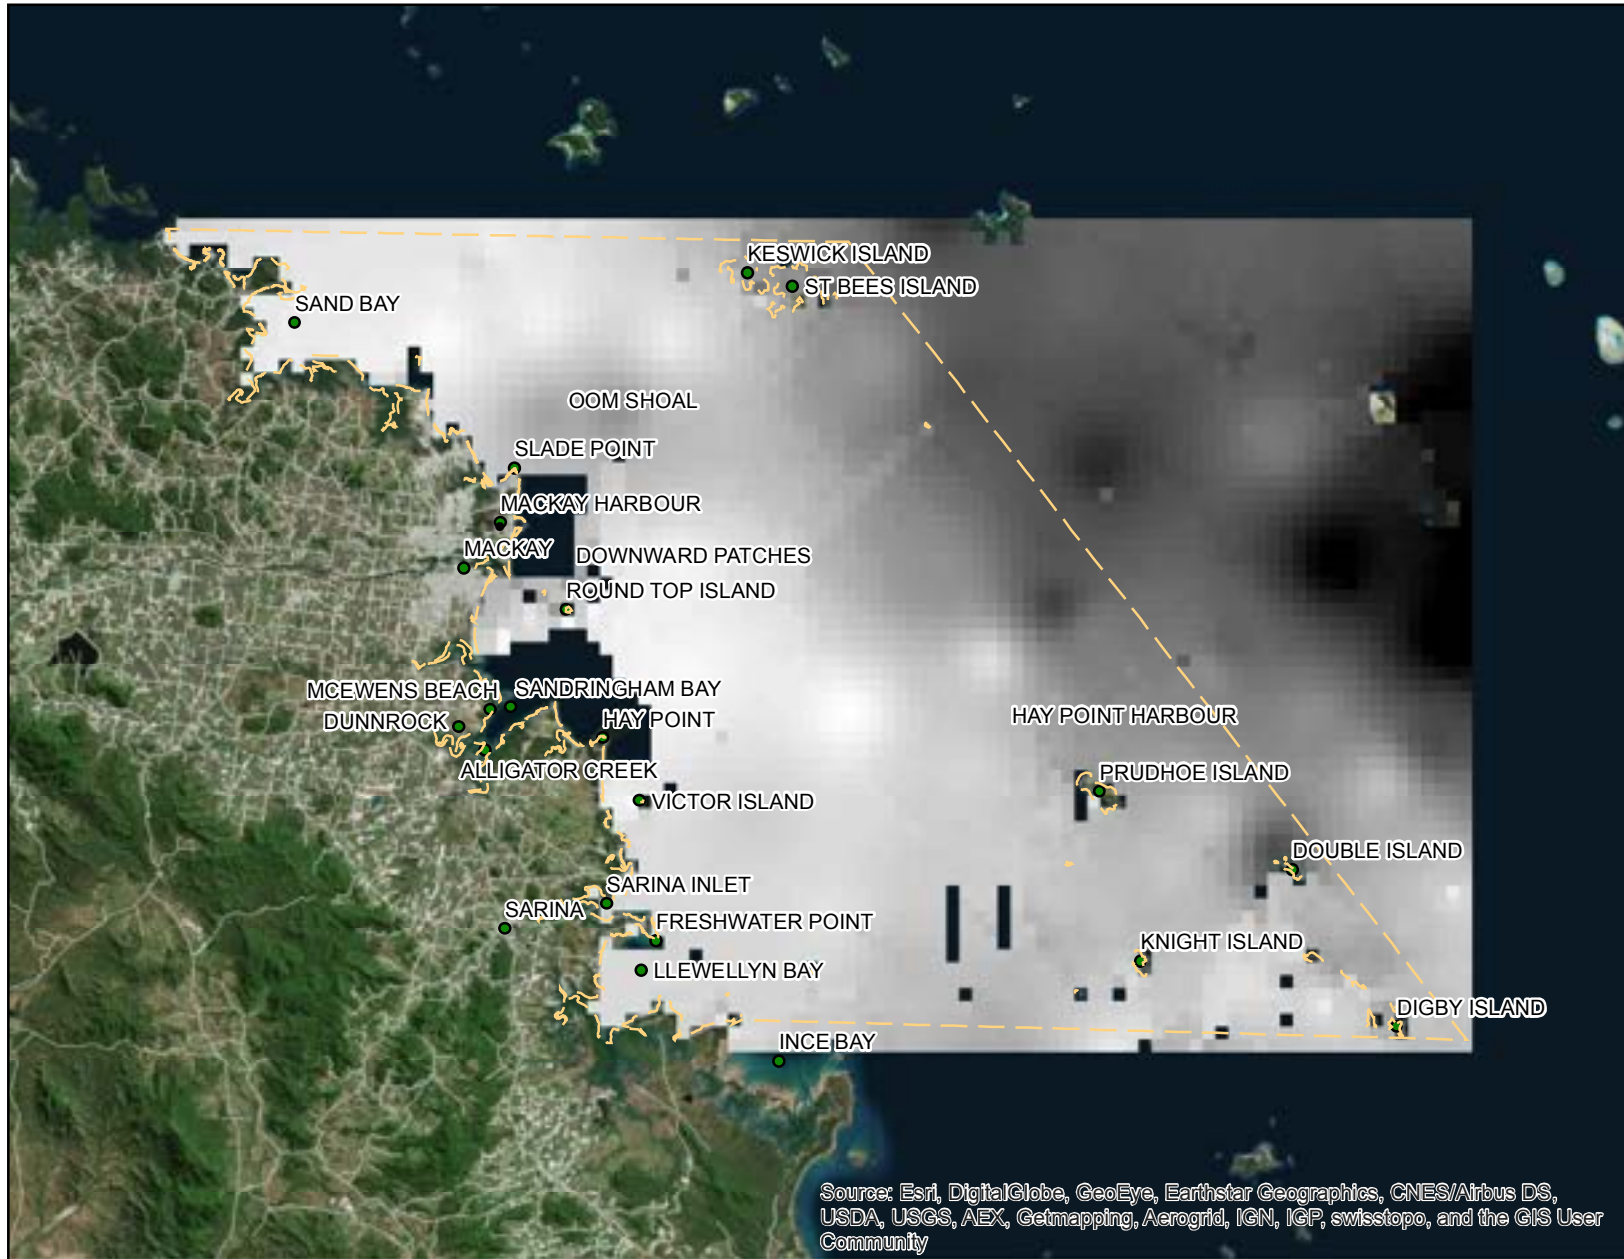 KESWICK ISLAND
ST BEES ISLAND
SAND BAY
OOM SHOAL
SLADE POINT
MACKAY HARBOUR
MACKAY
DOWNWARD PATCHES
ROUND TOP ISLAND
MCEWENS BEACH
SANDRINGHAM BAY
DUNNROCK
HAY POINT
HAY POINT HARBOUR
ALLIGATOR CREEK
PRUDHOE ISLAND
VICTOR ISLAND
DOUBLE ISLAND
SARINA INLET
SARINA
FRESHWATER POINT
KNIGHT ISLAND
LLEWELLYN BAY
DIGBY ISLAND
INCE BAY
Source: Esri, DigitalGlobe, GeoEye, Earthstar Geographics, CNES/Airbus DS,
USDA, USGS, AEX, Getmapping, Aerogrid, IGN, IGP, swisstopo, and the GIS User
Community